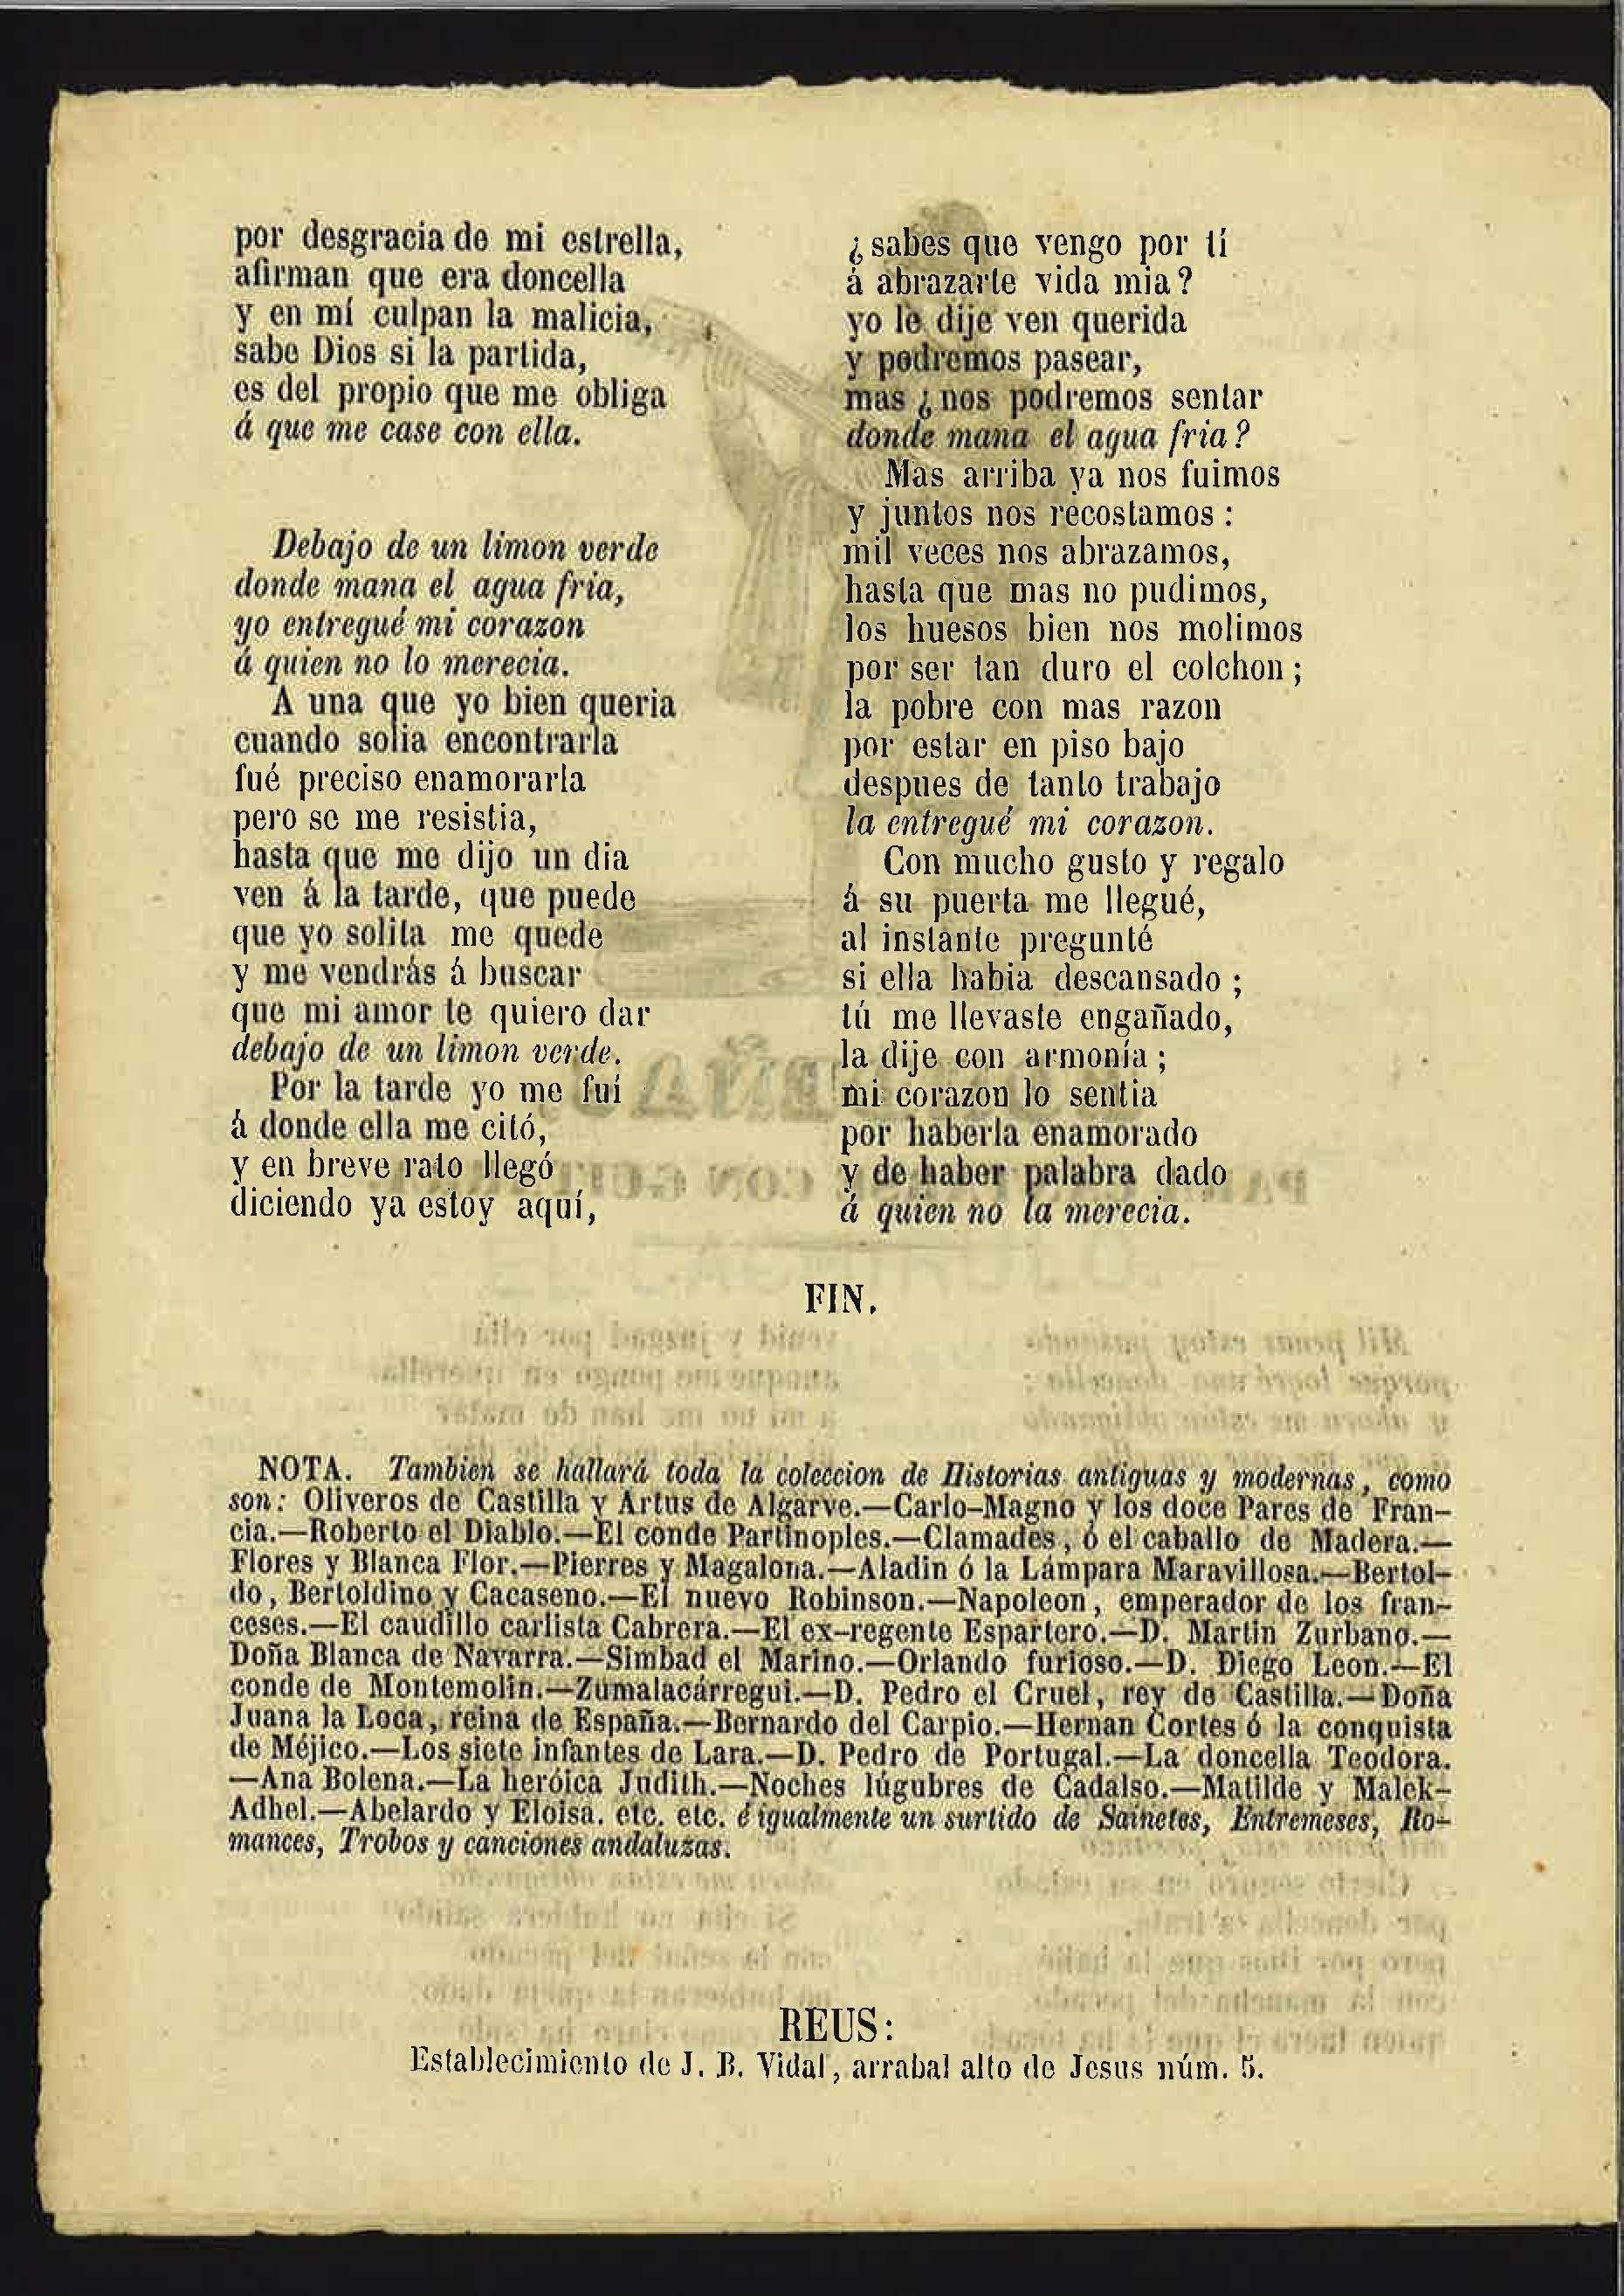 por desgracia de mi estrella,
afirman que era doncella
y en mí culpan la malicia,
sabe Dios si la partida,
es del propio que me obliga
á que me case con ella.
Debajo de un limon verde
donde mana el agua fria,
yo entregué mi corazon
á quien no lo merecia.
A una que yo bien queria
cuando solia encontrarla
fué preciso enamorarla
pero se me resistia,
hasta que me dijo un dia
ven á la tarde, que puede
que yo solita me quede
y me vendrás á buscar
que mi amor te quiero dar
debajo de un limon verde.
Por la tarde yo me fuí
á donde ella me citó,
y en breve rato llegó
diciendo ya estoy aquí,
¿sabes que vengo por tí
á abrazarte vida mia?
yo le dije ven querida
y podremos pasear,
mas ¿nos podremos sentar
donde mana el agua fria?
Mas arriba ya nos fuimos
y juntos nos recostamos:
mil veces nos abrazamos,
hasta que mas no pudimos,
los huesos bien nos molimos
por ser tan duro el colchon;
la pobre con mas razon
por estar en piso bajo
despues de tanto trabajo
la entregué mi corazon.
Con mucho gusto y regalo
á su puerta me llegué,
al instante pregunté
si ella habia descansado;
tú me llevaste engañado,
la dije con armonía;
mi corazon lo sentia
por haberla enamorado
y de haber palabra dado
á quien no la merecia.
FIN.
NOTA. Tambien se hallará toda la coleccion de Historias antiguas y modernas, como
son: Oliveros de Castilla y Artus de Algarve.—Carlo-Magno y los doce Pares de Fran-
cia.—Roberto el Diablo.—El conde Partinoples.—Clamades, ó el caballo de Madera.—
Flores y Blanca Flor.—Pierres y Magalona.—Aladin ó la Lámpara Maravillosa.—Bertol-
do, Bertoldino y Cacaseno.—El nuevo Robinson.—Napoleon, emperador de los fran-
ceses.—El caudillo carlista Cabrera.—El ex-regente Espartero.—D. Martin Zurbano.—
Doña Blanca de Navarra.—Simbad el Marino.—Orlando furioso.—D. Diego Leon.—El
conde de Montemolin.—Zumalacárregui.—D. Pedro el Cruel, rey de Castilla.—Doña
Juana la Loca, reina de España.—Bernardo del Carpio.—Hernan Cortes ó la conquista
de Méjico.—Los siete infantes de Lara.—D. Pedro de Portugal.—La doncella Teodora.
—Ana Bolena.—La heróica Judith.—Noches lúgubres de Cadalso.—Matilde y Malek-
Adhel.—Abelardo y Eloisa. etc. etc. é igualmente un surtido de Sainetes, Entremeses, Ro-
mances, Trobos y canciones andaluzas.
REUS:
Establecimiento de J. B. Vidal, arrabal alto de Jesus núm. 5.